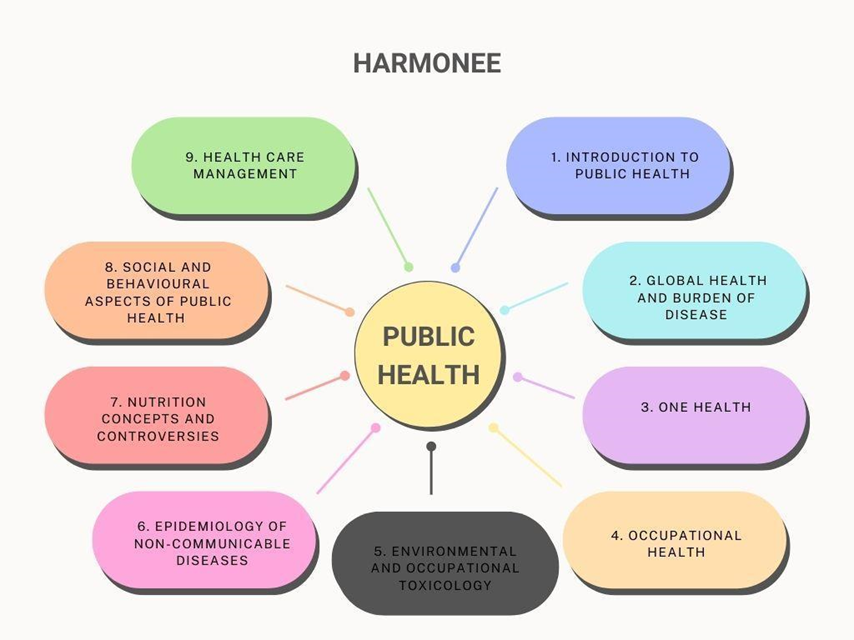 HARMONEE
9. HEALTH CARE
MANAGEMENT
1. INTRODUCTION TO
PUBLIC HEALTH
8. SOCIAL AND
BEHAVIOURAL
ASPECTS OF PUBLIC
HEALTH
2. GLOBAL HEALTH
AND BURDEN OF
DISEASE
PUBLIC
HEALTH
7. NUTRITION
CONCEPTS AND
CONTROVERSIES
3. ONE HEALTH
6. EPIDEMIOLOGY OF
NON-COMMUNICABLE
DISEASES
5. ENVIRONMENTAL
AND OCCUPATIONAL
TOXICOLOGY
4. OCCUPATIONAL
HEALTH